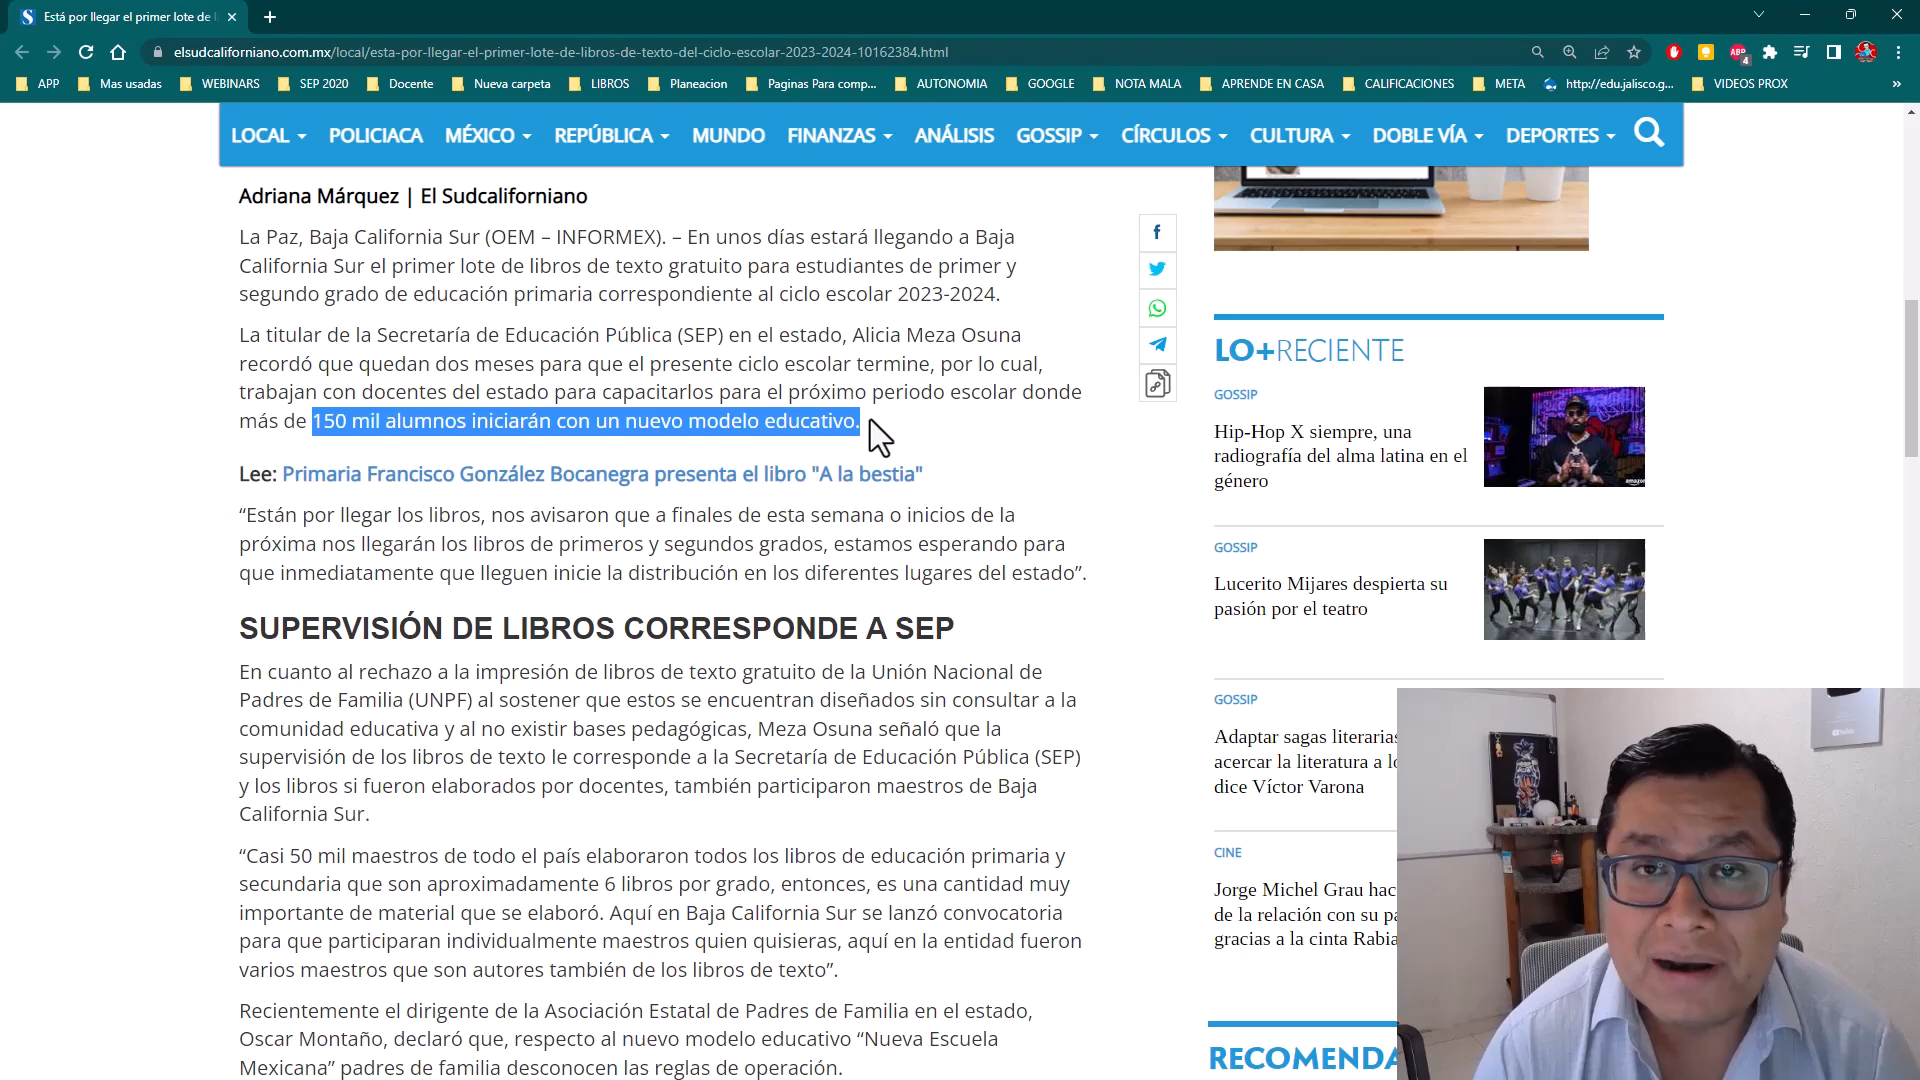 Está por llegar el primer lote de l
elsudcaliforniano.com.mx/local/esta-por-llegar-el-primer-lote-de-libros-de-texto-del-ciclo-escolar-2023-2024-10162384.html
ABP
4
APP
Mas usadas
WEBINARS
SEP 2020
Docente
Nueva carpeta
LIBROS
Planeacion
Paginas Para comp...
AUTONOMIA
GOOGLE
NOTA MALA
APRENDE EN CASA
CALIFICACIONES
META
http://edu.jalisco.g...
VIDEOS PROX
»
LOCAL
POLICIACA
MÉXICO
REPÚBLICA
MUNDO
FINANZAS
ANÁLISIS
GOSSIP
CÍRCULOS
CULTURA
DOBLE VÍA
DEPORTES
Adriana Márquez | El Sudcaliforniano
La Paz, Baja California Sur (OEM – INFORMEX). – En unos días estará llegando a Baja
California Sur el primer lote de libros de texto gratuito para estudiantes de primer y
segundo grado de educación primaria correspondiente al ciclo escolar 2023-2024.
La titular de la Secretaría de Educación Pública (SEP) en el estado, Alicia Meza Osuna
recordó que quedan dos meses para que el presente ciclo escolar termine, por lo cual,
trabajan con docentes del estado para capacitarlos para el próximo periodo escolar donde
más de 150 mil alumnos iniciarán con un nuevo modelo educativo.
Lee: Primaria Francisco González Bocanegra presenta el libro "A la bestia"
“Están por llegar los libros, nos avisaron que a finales de esta semana o inicios de la
próxima nos llegarán los libros de primeros y segundos grados, estamos esperando para
que inmediatamente que lleguen inicie la distribución en los diferentes lugares del estado”.
SUPERVISIÓN DE LIBROS CORRESPONDE A SEP
En cuanto al rechazo a la impresión de libros de texto gratuito de la Unión Nacional de
Padres de Familia (UNPF) al sostener que estos se encuentran diseñados sin consultar a la
comunidad educativa y al no existir bases pedagógicas, Meza Osuna señaló que la
supervisión de los libros de texto le corresponde a la Secretaría de Educación Pública (SEP)
y los libros si fueron elaborados por docentes, también participaron maestros de Baja
California Sur.
“Casi 50 mil maestros de todo el país elaboraron todos los libros de educación primaria y
secundaria que son aproximadamente 6 libros por grado, entonces, es una cantidad muy
importante de material que se elaboró. Aquí en Baja California Sur se lanzó convocatoria
para que participaran individualmente maestros quien quisieras, aquí en la entidad fueron
varios maestros que son autores también de los libros de texto”.
Recientemente el dirigente de la Asociación Estatal de Padres de Familia en el estado,
Oscar Montaño, declaró que, respecto al nuevo modelo educativo “Nueva Escuela
Mexicana” padres de familia desconocen las reglas de operación.
LO+RECIENTE
GOSSIP
Hip-Hop X siempre, una
radiografía del alma latina en el
género
amazon
GOSSIP
Lucerito Mijares despierta su
pasión por el teatro
GOSSIP
Adaptar sagas literarias
acercar la literatura a lo
dice Víctor Varona
CINE
Jorge Michel Grau hac
de la relación con su pa
gracias a la cinta Rabia
RECOMENDA